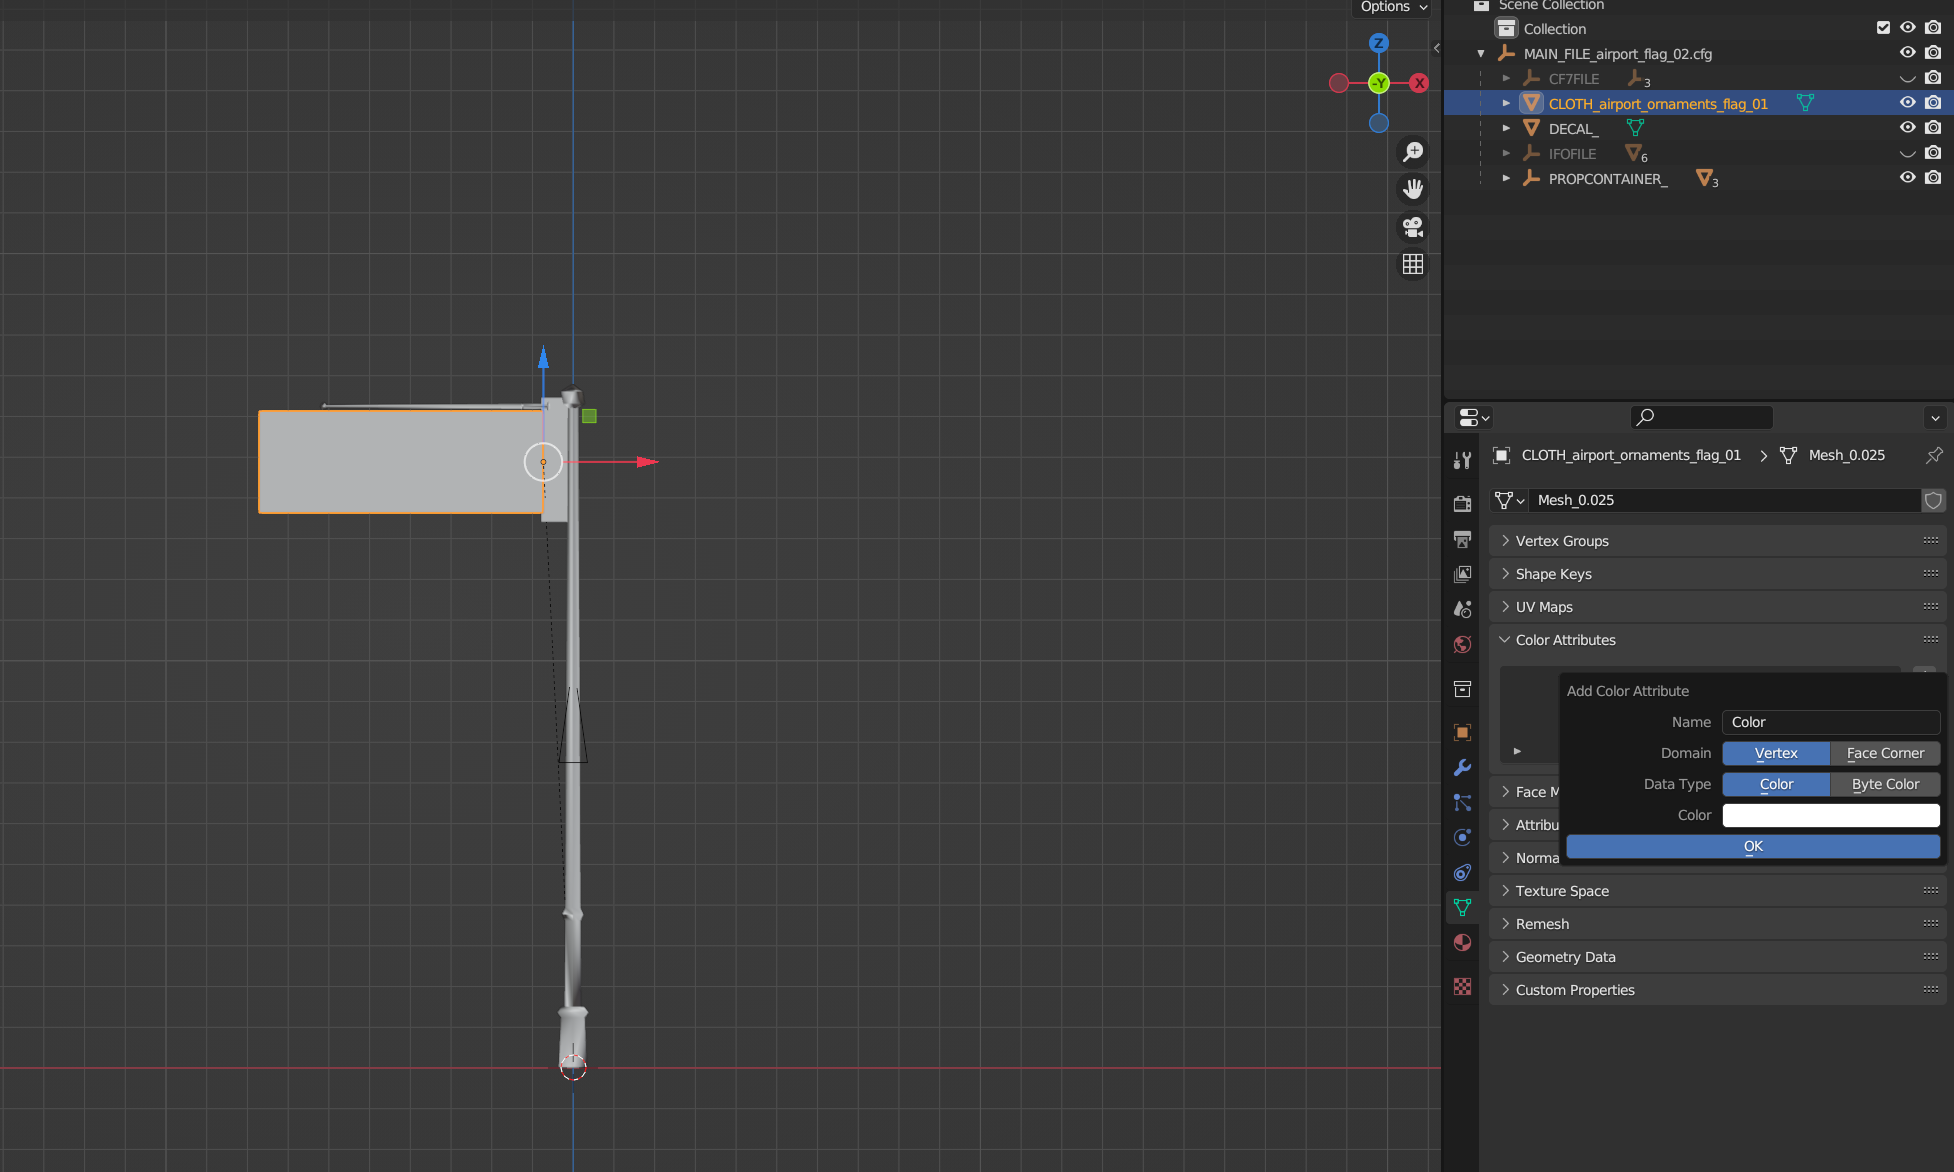 Options
Scene Collection
Collection
MAIN_FILE_airport_flag_02.cfg
CF7FILE 3
CLOTH_airport_ornaments_flag_01
DECAL_
IFOFILE 6
PROPCONTAINER_ 3
Z
-Y
X
CLOTH_airport_ornaments_flag_01 > Mesh_0.025
Mesh_0.025
Vertex Groups
Shape Keys
UV Maps
Color Attributes
Add Color Attribute
Name Color
Domain Vertex Face Corner
Data Type Color Byte Color
Color
OK
Face M
Attribu
Norma
Texture Space
Remesh
Geometry Data
Custom Properties